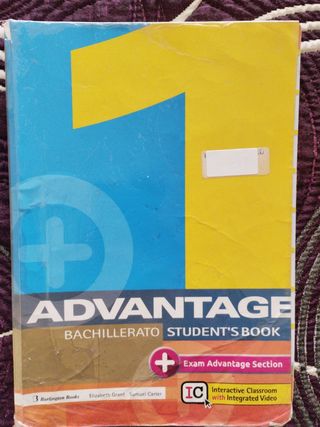 1
ADVANTAGE
BACHILLERATO STUDENT'S BOOK
+ Exam Advantage Section
B Burlington Books Elizabeth Grant Samuel Carter
IC Interactive Classroom
with Integrated Video